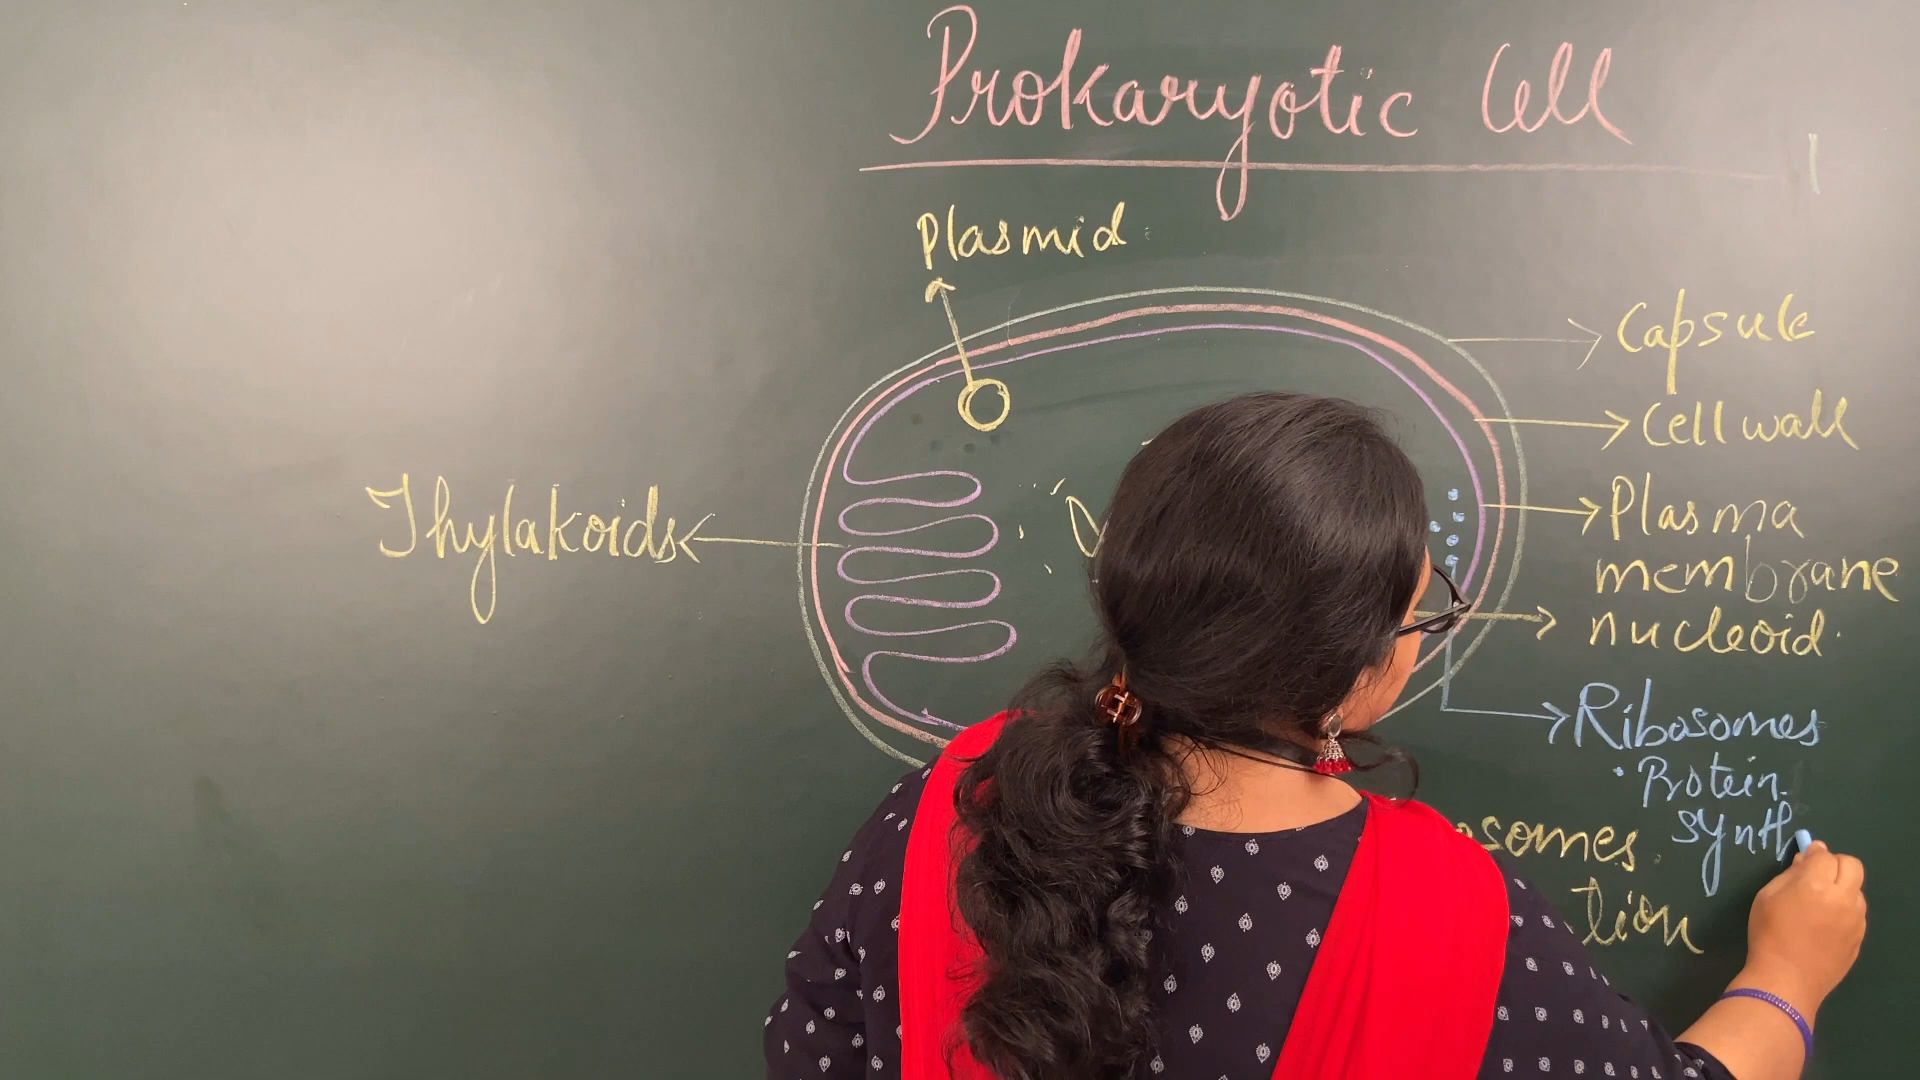 Prokaryotic Cell
Plasmid
Capsule
Cell wall
Thylakoids
Plasma
membrane
nucleoid
Ribosomes
Protein
synth